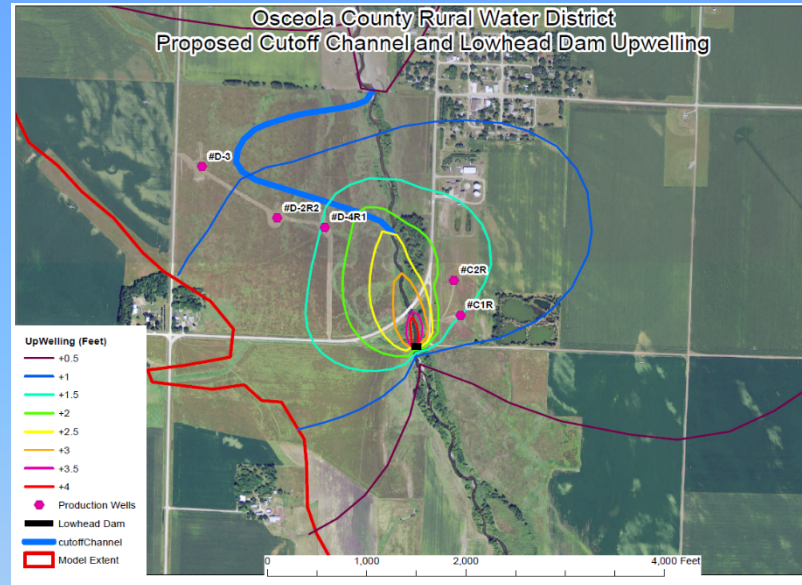 Osceola County Rural Water District
Proposed Cutoff Channel and Lowhead Dam Upwelling
#D-3
#D-2R2
#D-4R1
#C2R
#C1R
UpWelling (Feet)
+0.5
+1
+1.5
+2
+2.5
+3
+3.5
+4
Production Wells
Lowhead Dam
cutoffChannel
Model Extent
0 1,000 2,000 4,000 Feet